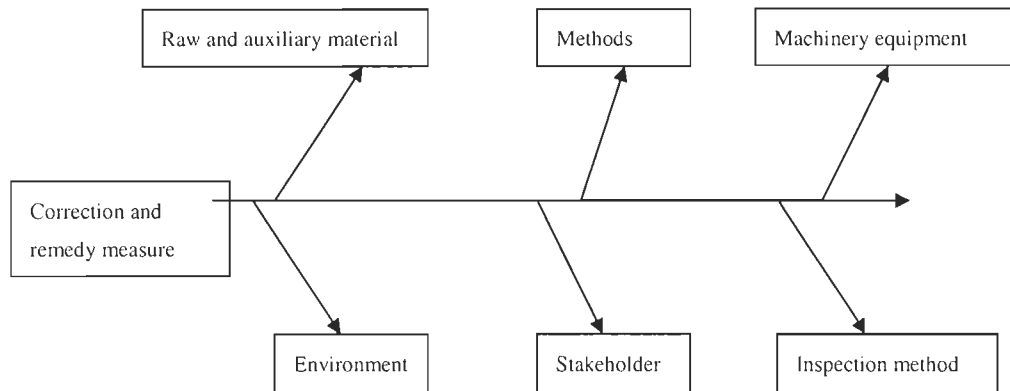 Raw and auxiliary material
Methods
Machinery equipment
Correction and
remedy measure
Environment
Stakeholder
Inspection method